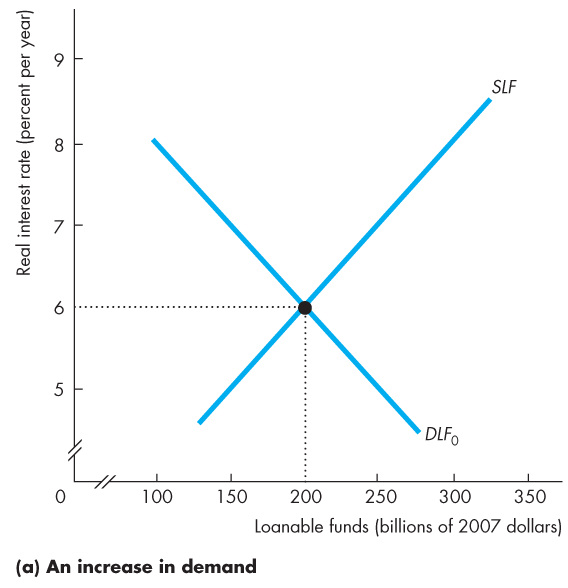 Real interest rate (percent per year)
9
8
7
6
5
0
SLF
DLF₀
100 150 200 250 300 350
Loanable funds (billions of 2007 dollars)
(a) An increase in demand